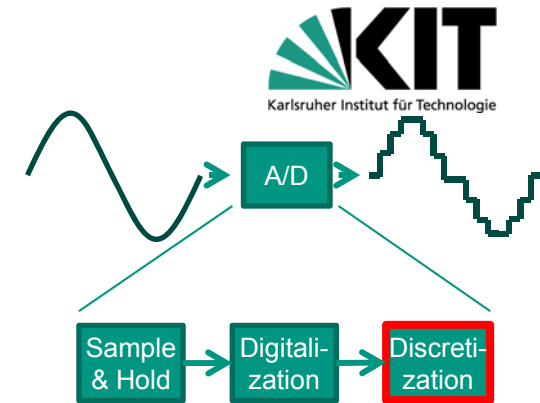 KIT
Karlsruher Institut für Technologie
A/D
Sample
& Hold
Digitali-
zation
Discreti-
zation